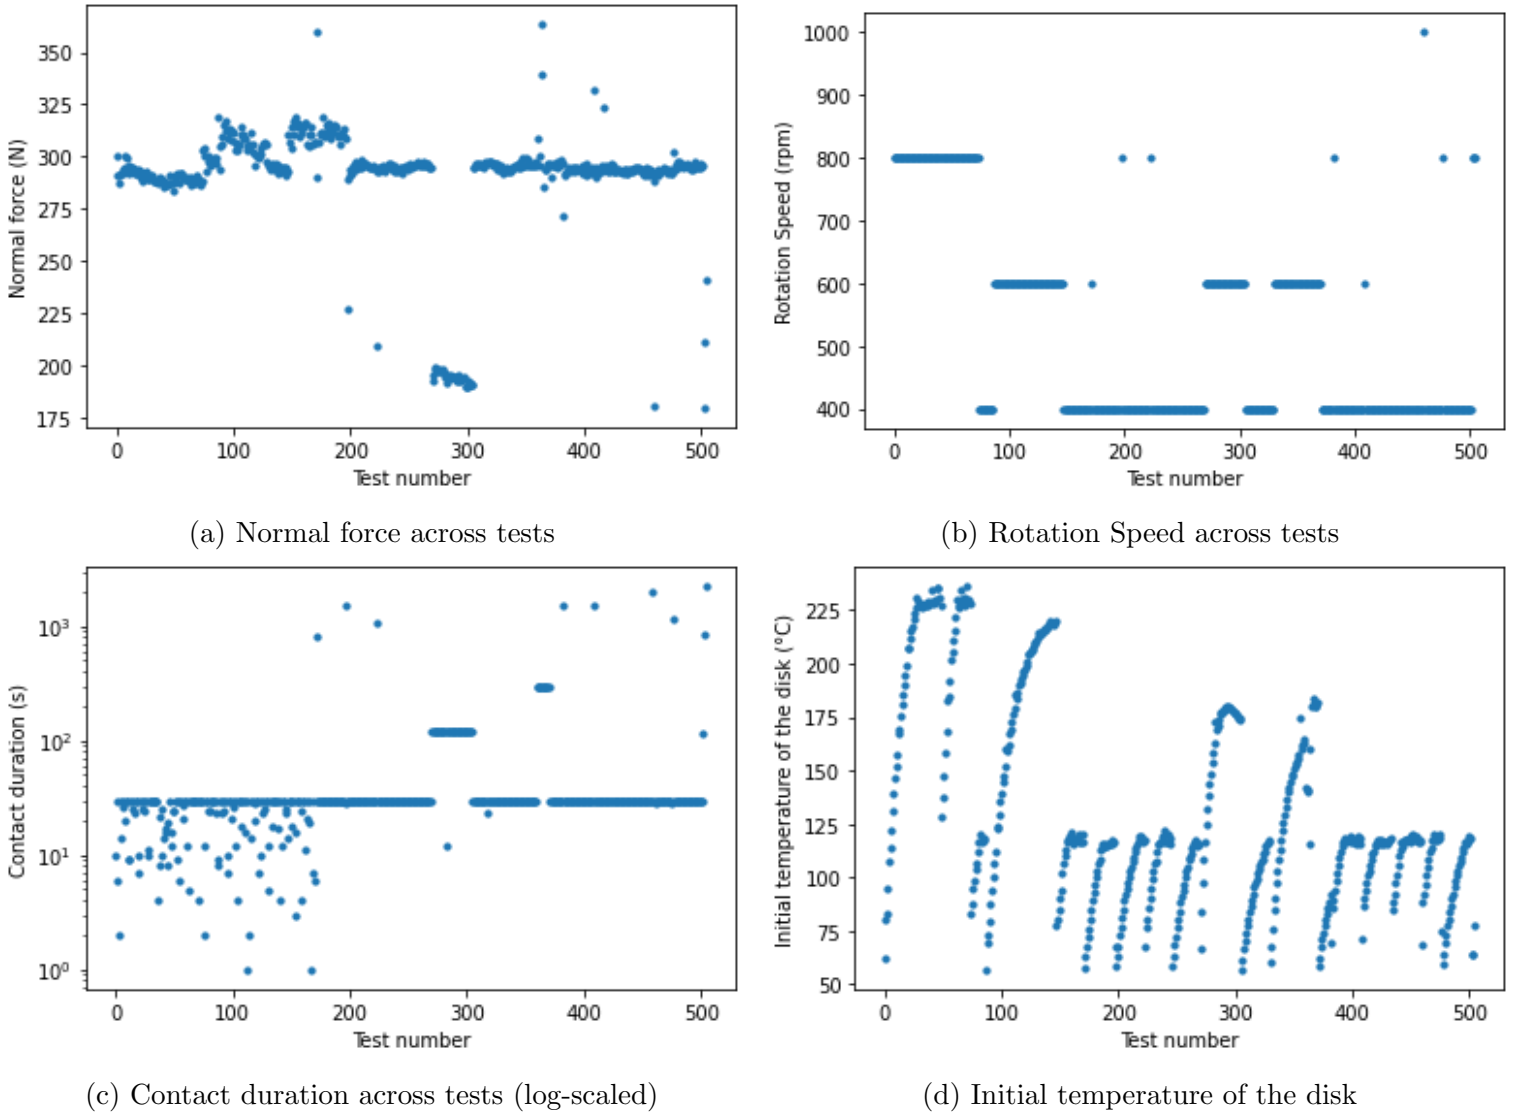 350
325
300
275
250
225
200
175
Normal force (N)
0 100 200 300 400 500
Test number
(a) Normal force across tests
1000
900
800
700
600
500
400
Rotation Speed (rpm)
0 100 200 300 400 500
Test number
(b) Rotation Speed across tests
10³
10²
10¹
10⁰
Contact duration (s)
0 100 200 300 400 500
Test number
(c) Contact duration across tests (log-scaled)
225
200
175
150
125
100
75
50
Initial temperature of the disk (°C)
0 100 200 300 400 500
Test number
(d) Initial temperature of the disk